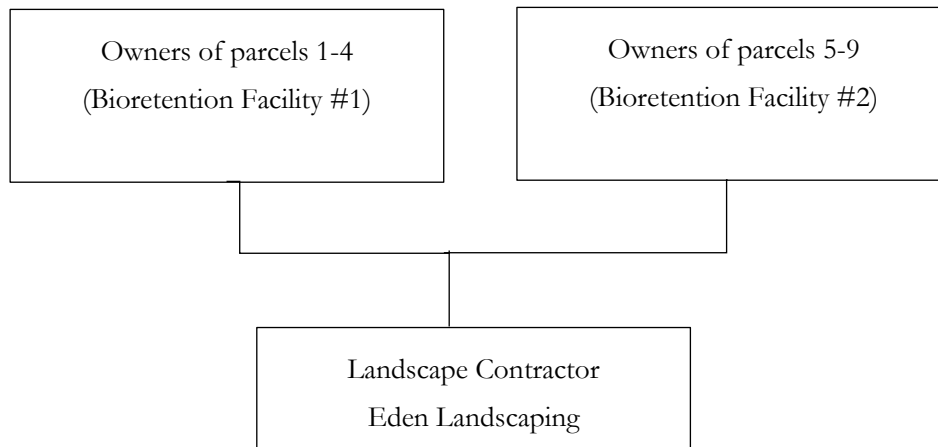 Owners of parcels 1-4
(Bioretention Facility #1)
Owners of parcels 5-9
(Bioretention Facility #2)
Landscape Contractor
Eden Landscaping